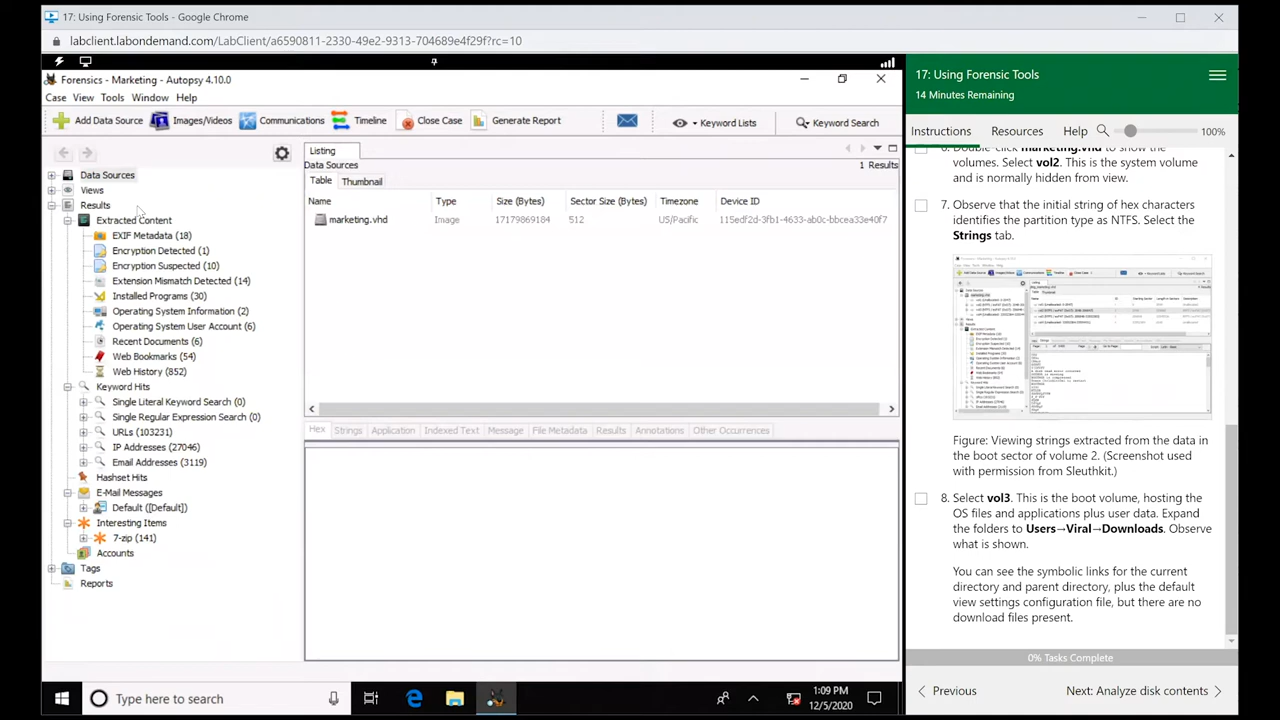 17: Using Forensic Tools - Google Chrome
labclient.labondemand.com/LabClient/a6590811-2330-49e2-9313-704689e4f29f?rc=10
Forensics - Marketing - Autopsy 4.10.0
Case View Tools Window Help
Add Data Source Images/Videos Communications Timeline Close Case Generate Report Keyword Lists Keyword Search
Data Sources
Views
Results
Extracted Content
EXIF Metadata (18)
Encryption Detected (1)
Encryption Suspected (10)
Extension Mismatch Detected (14)
Installed Programs (30)
Operating System Information (2)
Operating System User Account (6)
Recent Documents (6)
Web Bookmarks (54)
Web History (852)
Keyword Hits
Single Literal Keyword Search (0)
Single Regular Expression Search (0)
URLs (103231)
IP Addresses (27046)
Email Addresses (3119)
Hashset Hits
E-Mail Messages
Default ([Default])
Interesting Items
7-zip (141)
Accounts
Tags
Reports
Listing
Data Sources 1 Results
Table Thumbnail
Name Type Size (Bytes) Sector Size (Bytes) Timezone Device ID
marketing.vhd Image 17179869184 512 US/Pacific 115edf2d-3fb1-4633-ab0c-bbcea33e40f7
Hex Strings Application Indexed Text Message File Metadata Results Annotations Other Occurrences
Type here to search
1:09 PM
12/5/2020
17: Using Forensic Tools
14 Minutes Remaining
Instructions Resources Help 100%
6. Double-click marketing.vhd to show the
volumes. Select vol2. This is the system volume
and is normally hidden from view.
7. Observe that the initial string of hex characters
identifies the partition type as NTFS. Select the
Strings tab.
Figure: Viewing strings extracted from the data in
the boot sector of volume 2. (Screenshot used
with permission from Sleuthkit.)
8. Select vol3. This is the boot volume, hosting the
OS files and applications plus user data. Expand
the folders to Users→Viral→Downloads. Observe
what is shown.
You can see the symbolic links for the current
directory and parent directory, plus the default
view settings configuration file, but there are no
download files present.
0% Tasks Complete
Previous Next: Analyze disk contents